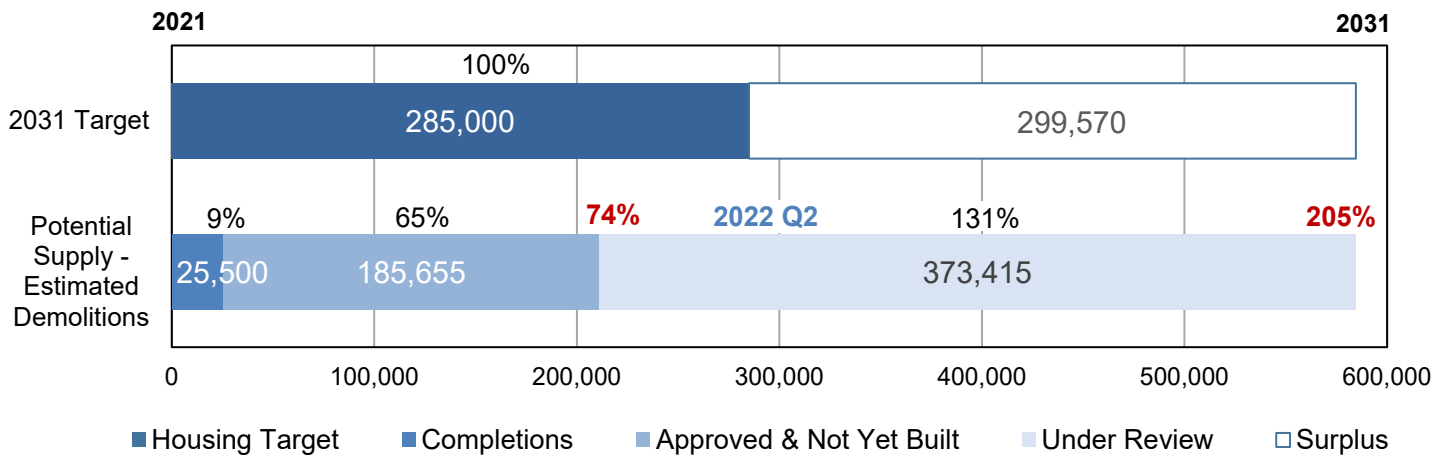 2021 2031
100%
2031 Target 285,000 299,570
9% 65% 74% 2022 Q2 131% 205%
Potential
Supply -
Estimated
Demolitions
25,500 185,655 373,415
0 100,000 200,000 300,000 400,000 500,000 600,000
Housing Target Completions Approved & Not Yet Built Under Review Surplus